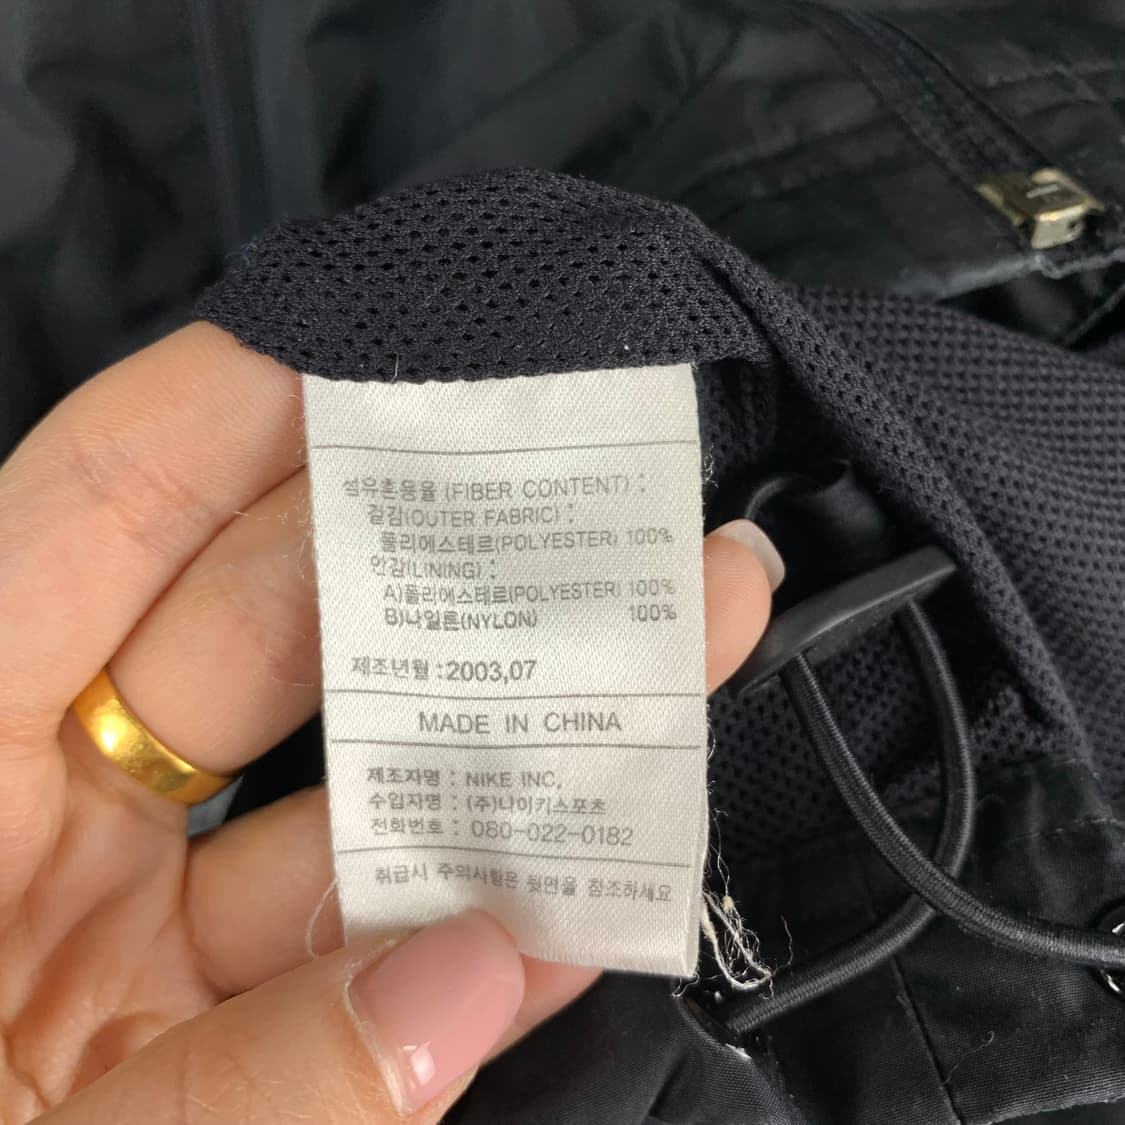 섬유혼용율 (FIBER CONTENT) :
겉감(OUTER FABRIC) :
폴리에스테르(POLYESTER) 100%
안감(LINING) :
A)폴리에스테르(POLYESTER) 100%
B)나일론(NYLON) 100%
제조년월 :2003,07
MADE IN CHINA
제조자명 : NIKE INC.
수입자명 : (주)나이키스포츠
전화번호 : 080-022-0182
취급시 주의사항은 뒷면을 참조하세요